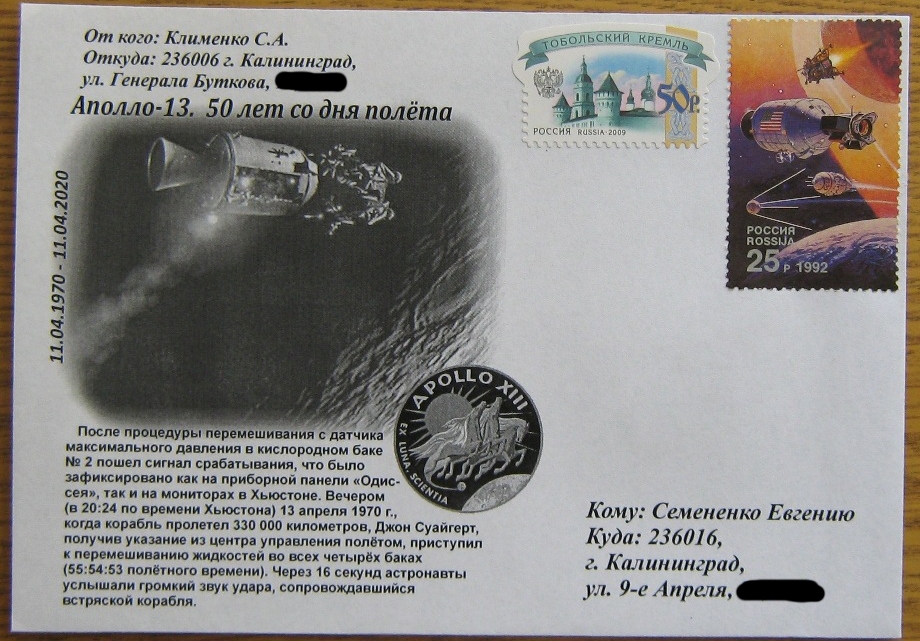 От кого: Клименко С.А.
Откуда: 236006 г. Калининград,
ул. Генерала Буткова,
Аполло-13. 50 лет со дня полёта
11.04.1970 - 11.04.2020
ТОБОЛЬСКИЙ КРЕМЛЬ
50р
РОССИЯ RUSSIA·2009
РОССИЯ
ROSSIJA
25р 1992
APOLLO XIII
EX LUNA, SCIENTIA
После процедуры перемешивания с датчика
максимального давления в кислородном баке
№ 2 пошел сигнал срабатывания, что было
зафиксировано как на приборной панели «Одис-
сея», так и на мониторах в Хьюстоне. Вечером
(в 20:24 по времени Хьюстона) 13 апреля 1970 г.,
когда корабль пролетел 330 000 километров, Джон Суайгерт,
получив указание из центра управления полётом, приступил
к перемешиванию жидкостей во всех четырёх баках
(55:54:53 полётного времени). Через 16 секунд астронавты
услышали громкий звук удара, сопровождавшийся
встряской корабля.
Кому: Семененко Евгению
Куда: 236016,
г. Калининград,
ул. 9-е Апреля,